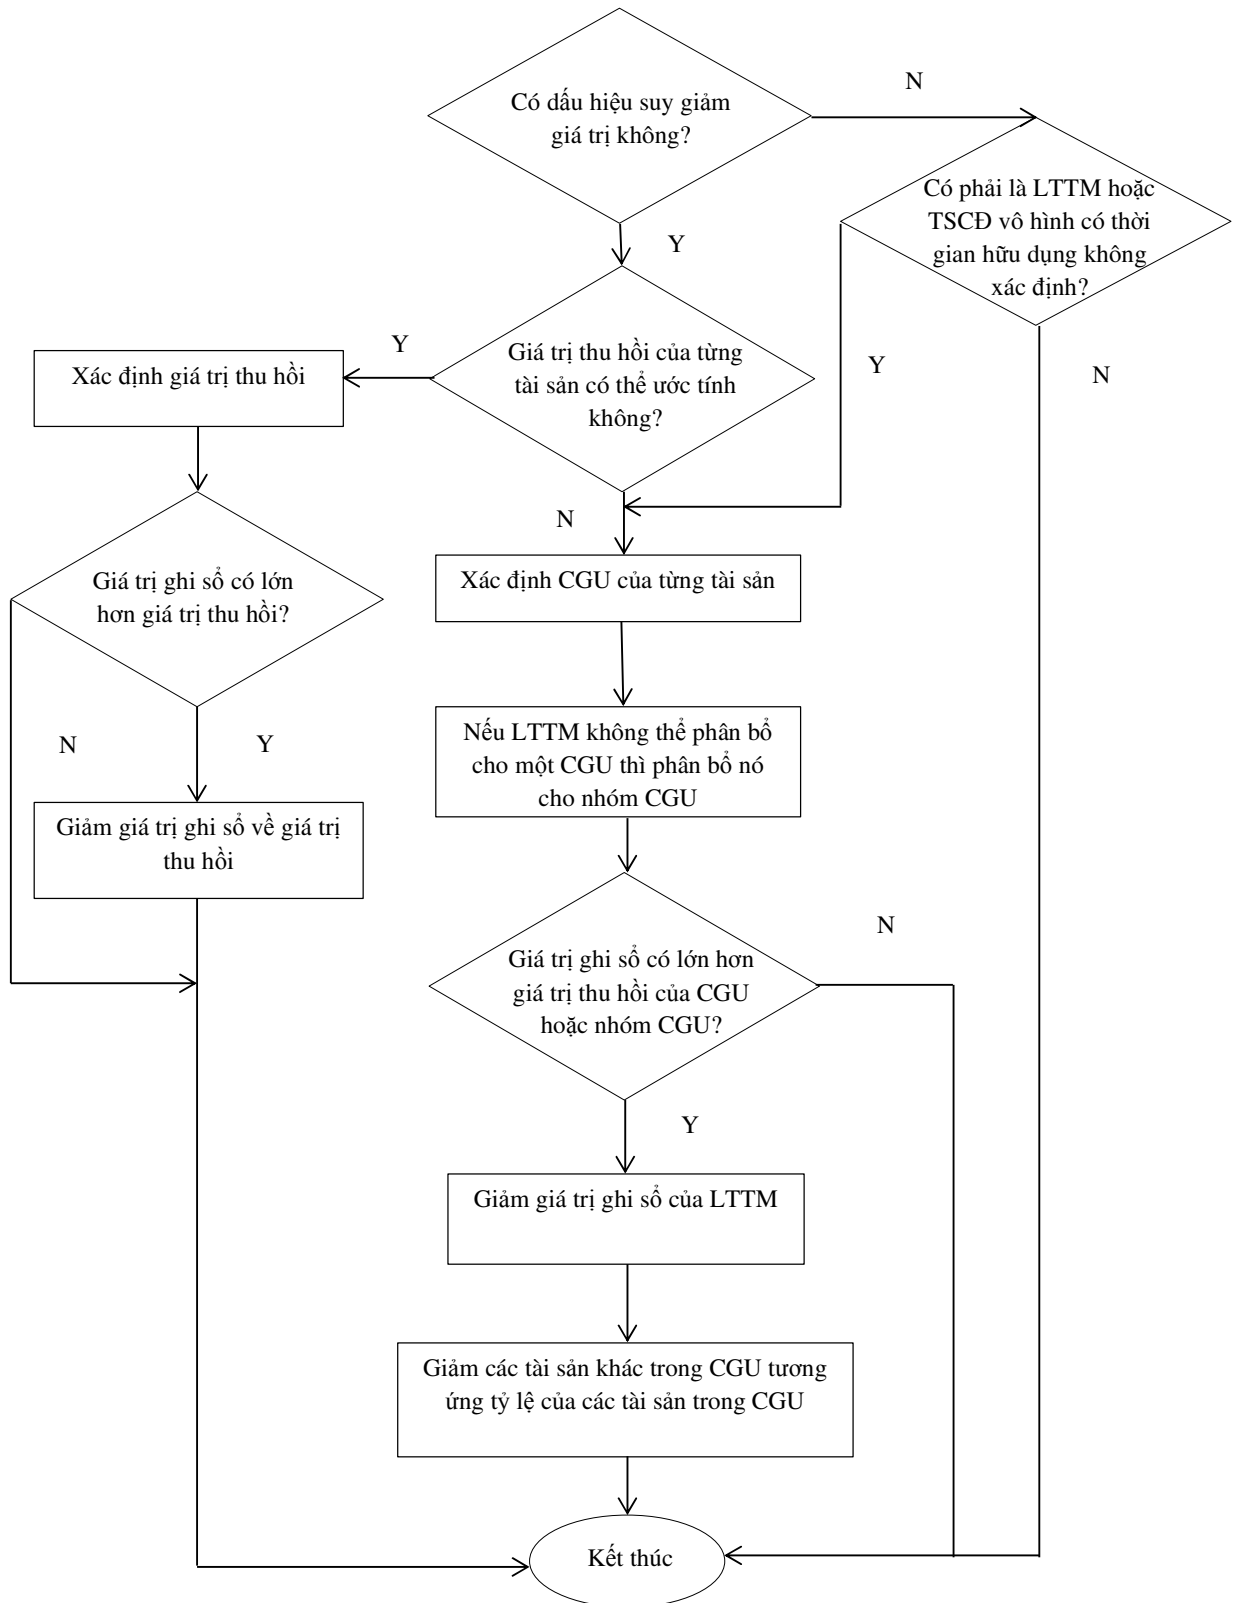 Có dấu hiệu suy giảm
giá trị không?
N
Có phải là LTTM hoặc
TSCĐ vô hình có thời
gian hữu dụng không
xác định?
Y
Y
Giá trị thu hồi của từng
tài sản có thể ước tính
không?
Y
N
Xác định giá trị thu hồi
N
Giá trị ghi sổ có lớn
hơn giá trị thu hồi?
Xác định CGU của từng tài sản
N
Y
Nếu LTTM không thể phân bổ
cho một CGU thì phân bổ nó
cho nhóm CGU
Giảm giá trị ghi sổ về giá trị
thu hồi
N
Giá trị ghi sổ có lớn hơn
giá trị thu hồi của CGU
hoặc nhóm CGU?
Y
Giảm giá trị ghi sổ của LTTM
Giảm các tài sản khác trong CGU tương
ứng tỷ lệ của các tài sản trong CGU
Kết thúc